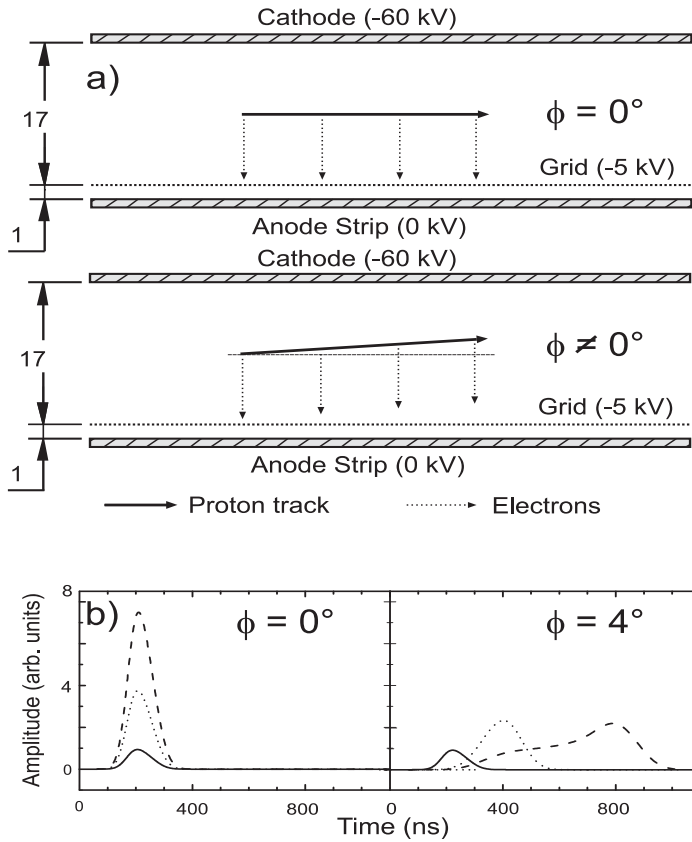 Cathode (-60 kV)
a)
17
ϕ = 0°
Grid (-5 kV)
Anode Strip (0 kV)
1
Cathode (-60 kV)
17
ϕ ≠ 0°
Grid (-5 kV)
Anode Strip (0 kV)
1
Proton track
Electrons
b)
ϕ = 0°
ϕ = 4°
Amplitude (arb. units)
8
4
0
0 400 800 0 400 800
Time (ns)